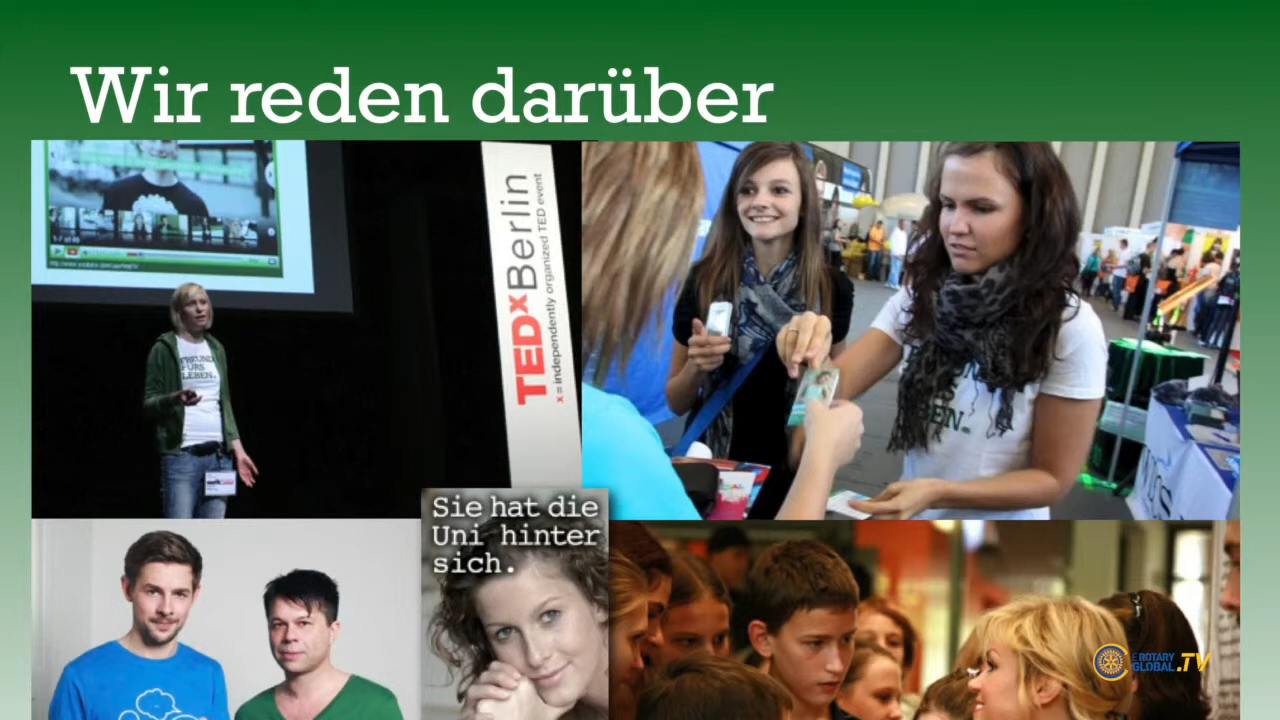 Wir reden darüber
TEDxBerlin
x = independently organized TED event
FREUNDE
FÜRS
LEBEN.
Sie hat die
Uni hinter
sich.
E ROTARY
GLOBAL.TV